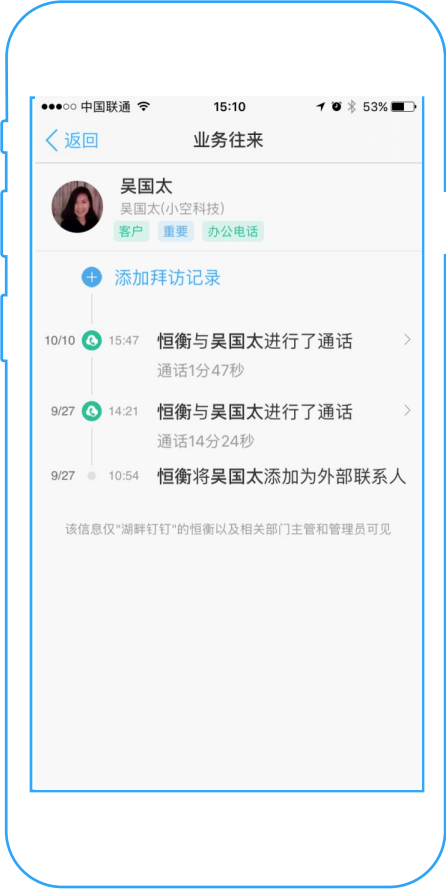 中国联通 15:10 53%
返回 业务往来
吴国太
吴国太(小空科技)
客户 重要 办公电话
添加拜访记录
10/10 15:47 恒衡与吴国太进行了通话
通话1分47秒
9/27 14:21 恒衡与吴国太进行了通话
通话14分24秒
9/27 10:54 恒衡将吴国太添加为外部联系人
该信息仅"湖畔钉钉"的恒衡以及相关部门主管和管理员可见